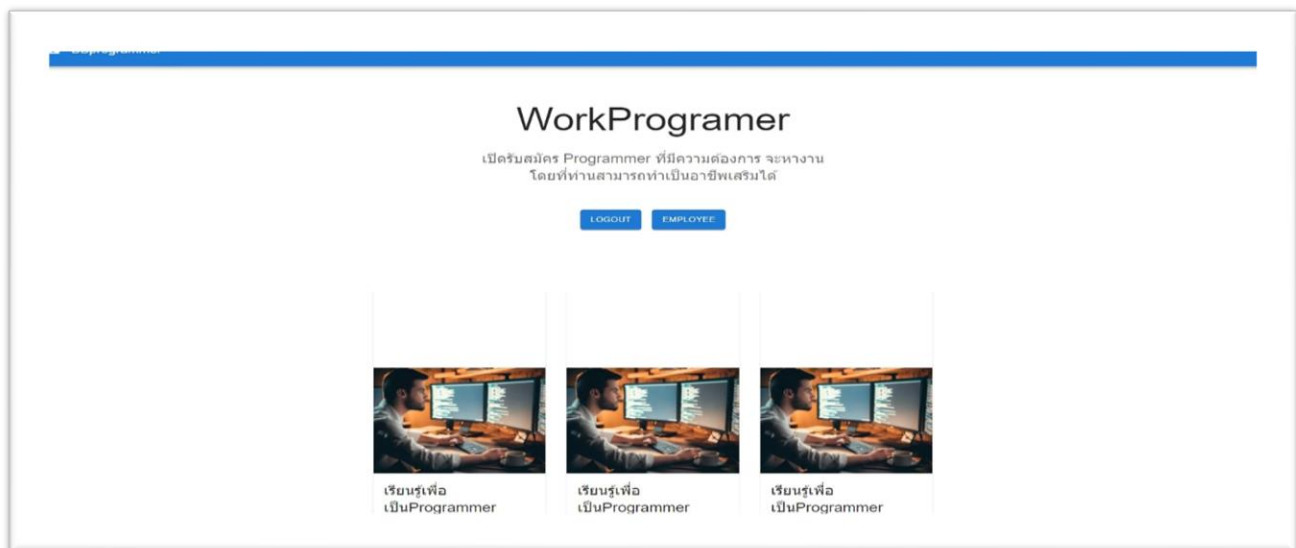 WorkProgramer
เปิดรับสมัคร Programmer ที่มีความต้องการ จะหางาน
โดยที่ท่านสามารถทำเป็นอาชีพเสริมได้
LOGOUT EMPLOYEE
เรียนรู้เพื่อ
เป็นProgrammer
เรียนรู้เพื่อ
เป็นProgrammer
เรียนรู้เพื่อ
เป็นProgrammer